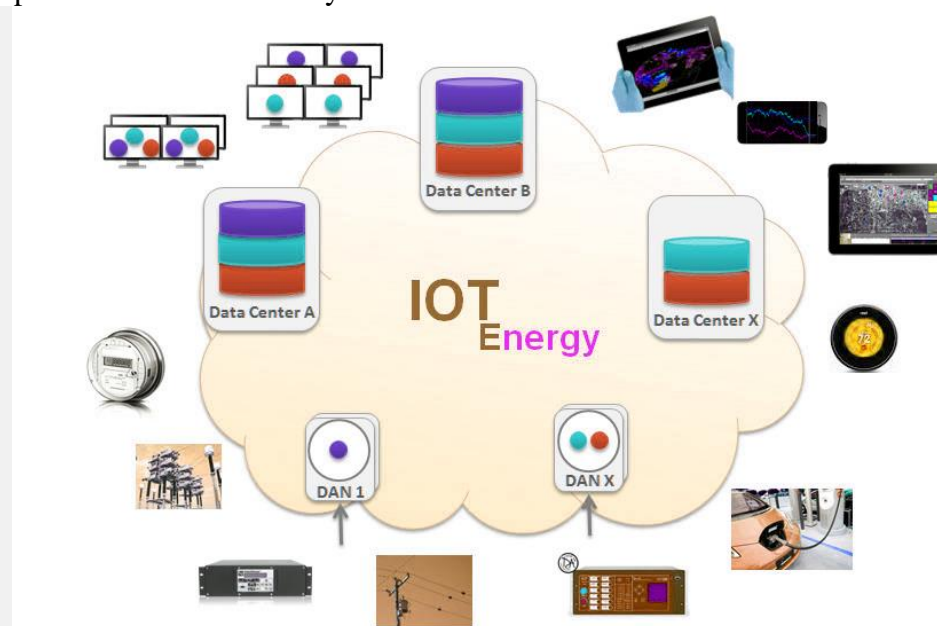 Data Center B
Data Center A
Data Center X
IOT
Energy
DAN 1
DAN X